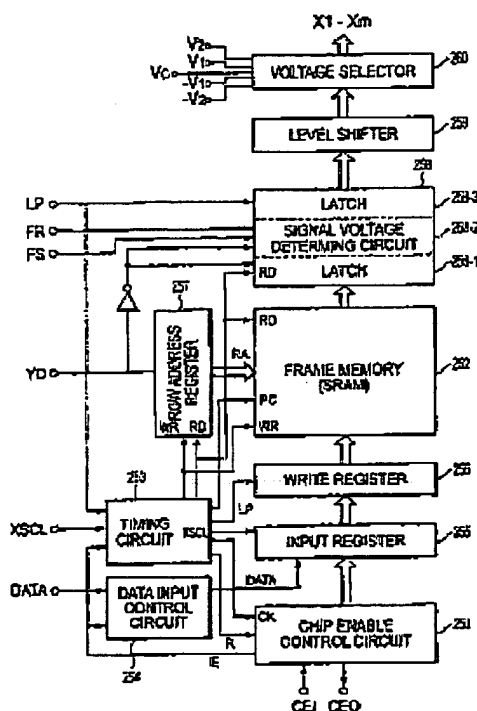 X1 - Xm
V2
V1
VC
-V1
-V2
VOLTAGE SELECTOR
260
LEVEL SHIFTER
259
258
LP
LATCH
258-3
FR
SIGNAL VOLTAGE
DETERMING CIRCUIT
258-2
FS
RD
LATCH
258-1
257
RD
YD
ROW ADDRESS
REGISTER
RA
FRAME MEMORY
(SRAM)
252
PC
WR
RD
WR
253
LP
WRITE REGISTER
256
XSCL
TIMING
CIRCUIT
XSCL
INPUT REGISTER
255
DATA
DATA INPUT
CONTROL
CIRCUIT
IDATA
CK
CHIP ENABLE
CONTROL CIRCUIT
251
R
IE
254
CEI
CEO